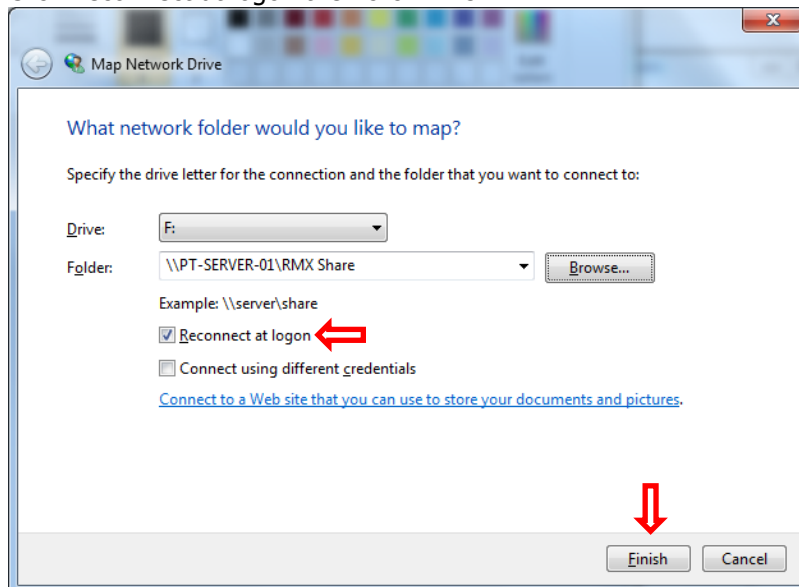 Map Network Drive
What network folder would you like to map?
Specify the drive letter for the connection and the folder that you want to connect to:
Drive: F:
Folder: \\PT-SERVER-01\RMX Share Browse...
Example: \\server\share
Reconnect at logon
Connect using different credentials
Connect to a Web site that you can use to store your documents and pictures.
Finish Cancel